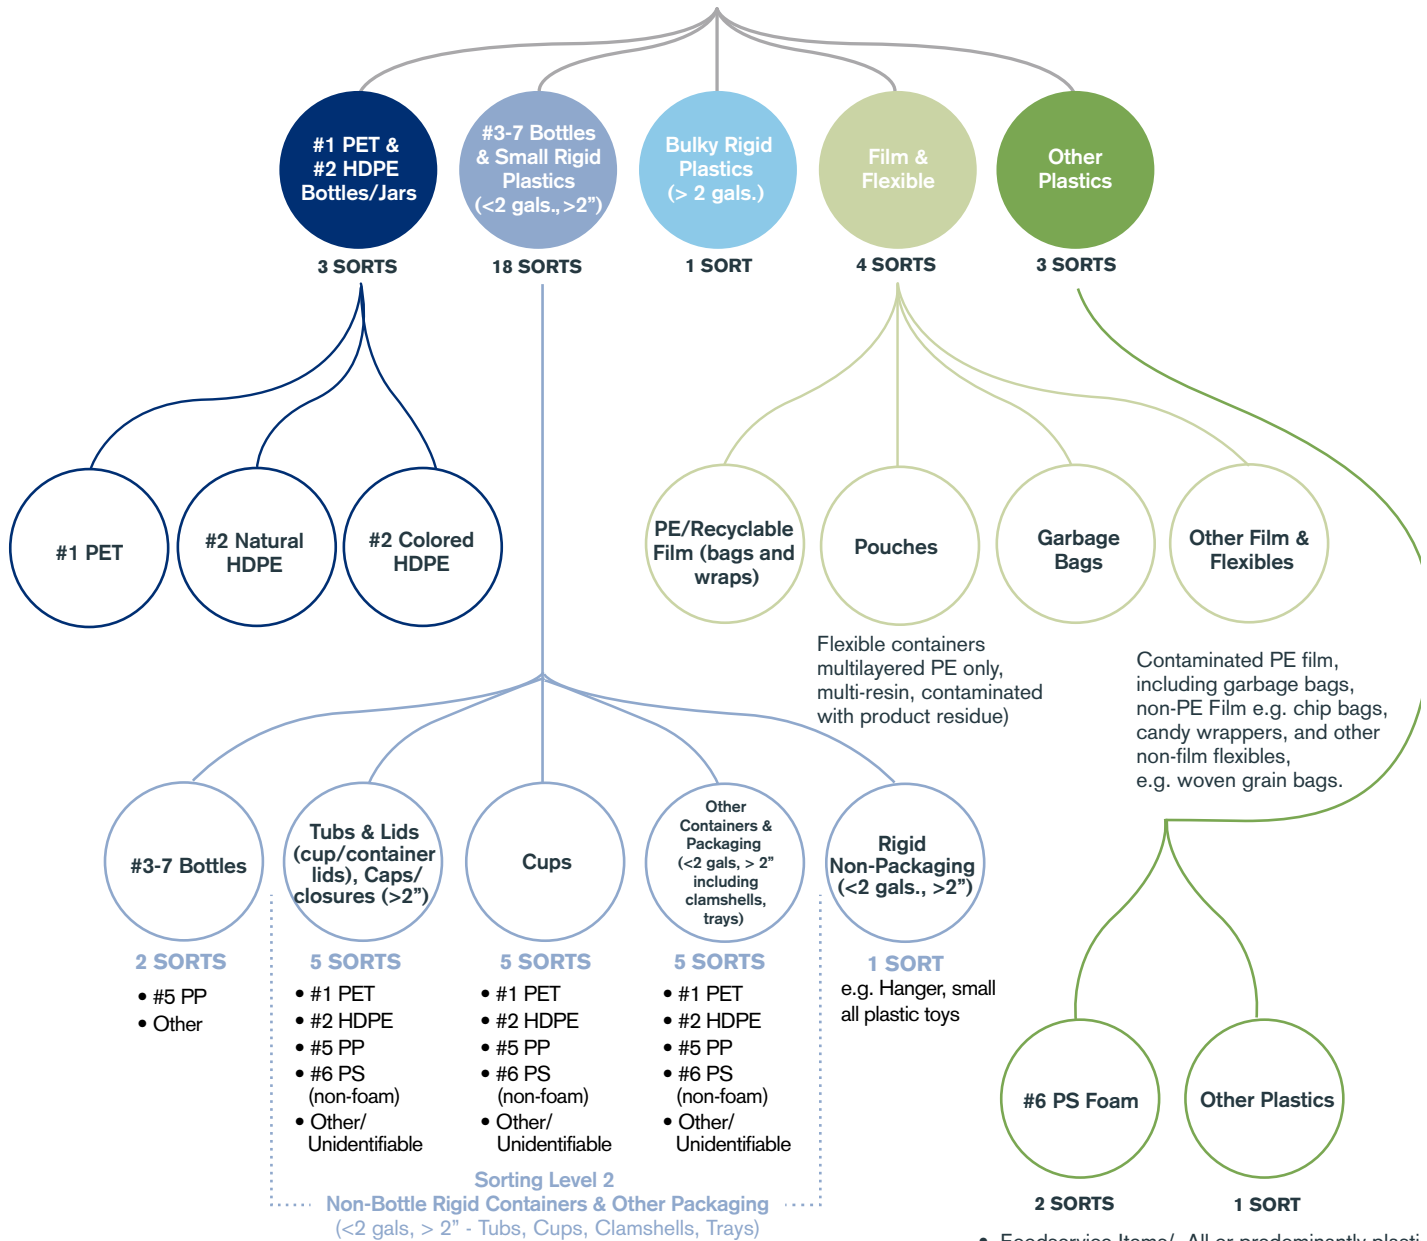 #1 PET &
#2 HDPE
Bottles/Jars
3 SORTS
#3-7 Bottles
& Small Rigid
Plastics
(<2 gals., >2")
18 SORTS
Bulky Rigid
Plastics
(> 2 gals.)
1 SORT
Film &
Flexible
4 SORTS
Other
Plastics
3 SORTS
#1 PET
#2 Natural
HDPE
#2 Colored
HDPE
PE/Recyclable
Film (bags and
wraps)
Pouches
Flexible containers
multilayered PE only,
multi-resin, contaminated
with product residue)
Garbage
Bags
Other Film &
Flexibles
Contaminated PE film,
including garbage bags,
non-PE Film e.g. chip bags,
candy wrappers, and other
non-film flexibles,
e.g. woven grain bags.
#3-7 Bottles
2 SORTS
• #5 PP
• Other
Tubs & Lids
(cup/container
lids), Caps/
closures (>2")
5 SORTS
• #1 PET
• #2 HDPE
• #5 PP
• #6 PS
(non-foam)
• Other/
Unidentifiable
Cups
5 SORTS
• #1 PET
• #2 HDPE
• #5 PP
• #6 PS
(non-foam)
• Other/
Unidentifiable
Other
Containers &
Packaging
(<2 gals, > 2"
including
clamshells,
trays)
5 SORTS
• #1 PET
• #2 HDPE
• #5 PP
• #6 PS
(non-foam)
• Other/
Unidentifiable
Rigid
Non-Packaging
(<2 gals., >2")
1 SORT
e.g. Hanger, small
all plastic toys
Sorting Level 2
Non-Bottle Rigid Containers & Other Packaging
(<2 gals, > 2" - Tubs, Cups, Clamshells, Trays)
#6 PS Foam
2 SORTS
Other Plastics
1 SORT
• Foodservice Items/
All or predominantly